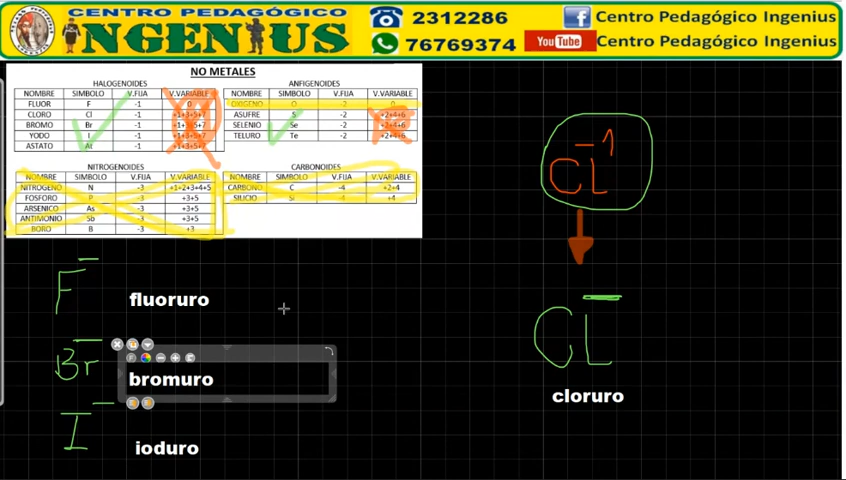 CENTRO PEDAGÓGICO
INGENIUS
2312286
76769374
Centro Pedagógico Ingenius
You Tube Centro Pedagógico Ingenius
NO METALES
HALOGENOIDES
NOMBRE SIMBOLO V.FIJA V.VARIABLE
FLUOR F -1 0
CLORO Cl -1 +1+3+5+7
BROMO Br -1 +1+3+5+7
YODO I -1 +1+3+5+7
ASTATO At -1 +1+3+5+7
ANFIGENOIDES
NOMBRE SIMBOLO V.FIJA V.VARIABLE
OXIGENO O -2 0
ASUFRE S -2 +2+4+6
SELENIO Se -2 +2+4+6
TELURO Te -2 +2+4+6
NITROGENOIDES
NOMBRE SIMBOLO V.FIJA V.VARIABLE
NITROGENO N -3 +1+2+3+4+5
FOSFORO P -3 +3+5
ARSENICO As -3 +3+5
ANTIMONIO Sb -3 +3+5
BORO B -3 +3
CARBONOIDES
NOMBRE SIMBOLO V.FIJA V.VARIABLE
CARBONO C -4 +2+4
SILICIO Si -4 +4
CL -1
F -
fluoruro
Br -
bromuro
I -
ioduro
CL -
cloruro